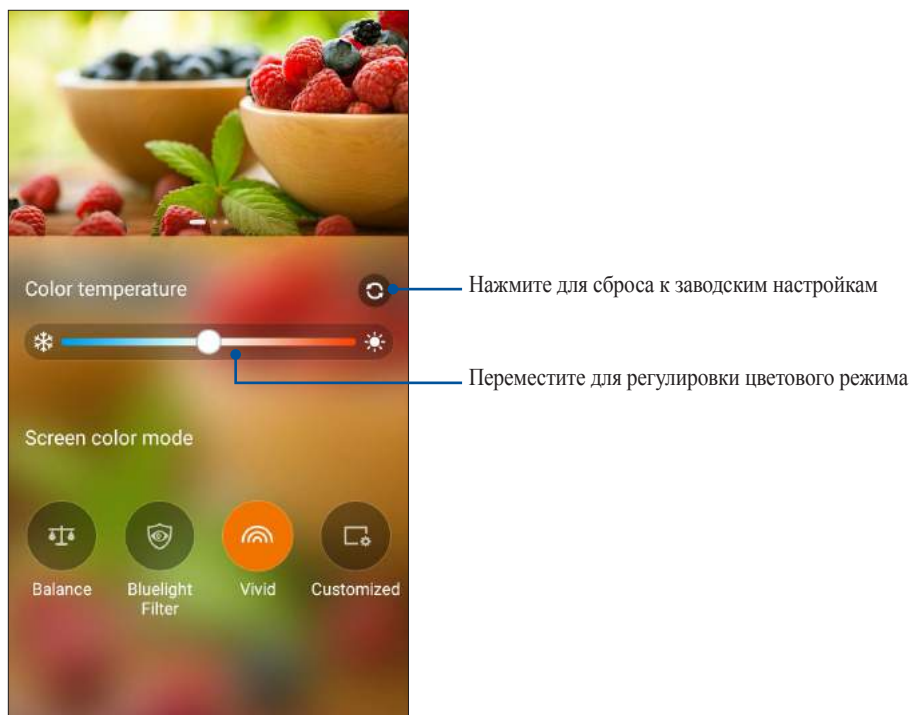 Color temperature
Нажмите для сброса к заводским настройкам
Переместите для регулировки цветового режима
Screen color mode
Balance
Bluelight
Filter
Vivid
Customized